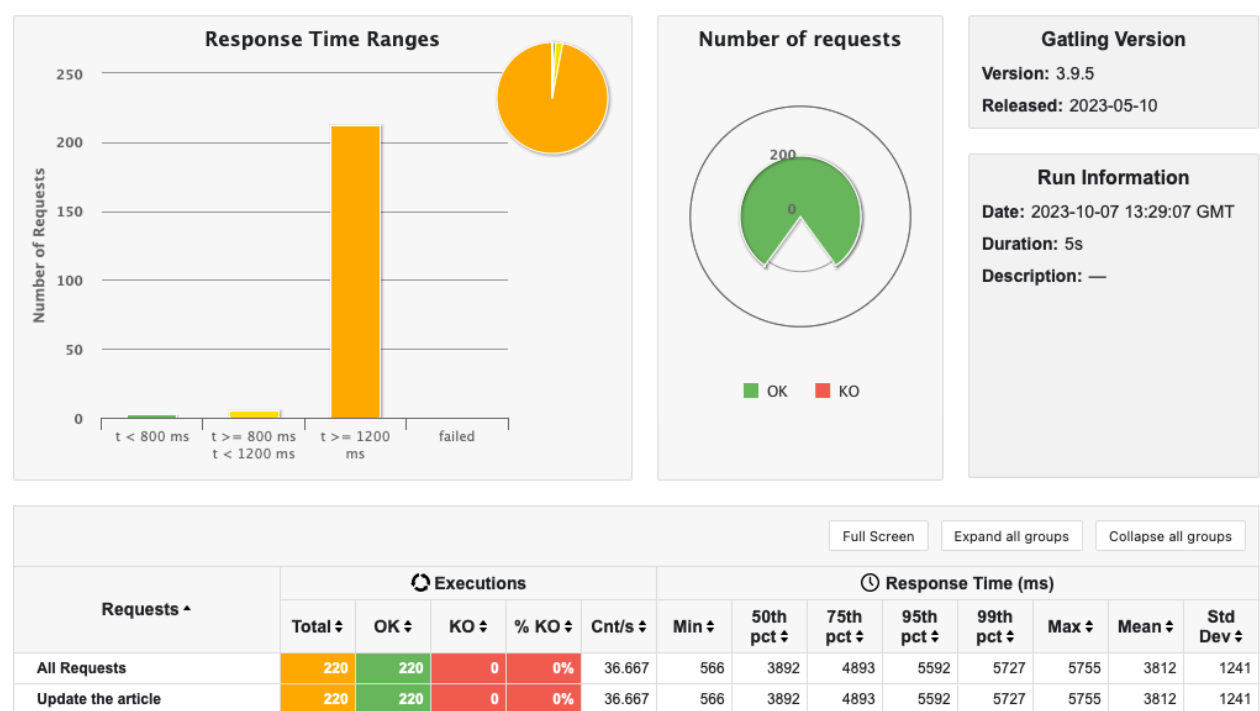 Response Time Ranges
Number of Requests
250
200
150
100
50
0
t < 800 ms
t >= 800 ms
t < 1200 ms
t >= 1200
ms
failed
Number of requests
200
0
OK
KO
Gatling Version
Version: 3.9.5
Released: 2023-05-10
Run Information
Date: 2023-10-07 13:29:07 GMT
Duration: 5s
Description: —
Full Screen Expand all groups Collapse all groups
Requests Executions Response Time (ms)
Total OK KO % KO Cnt/s Min 50th pct 75th pct 95th pct 99th pct Max Mean Std Dev
All Requests 220 220 0 0% 36.667 566 3892 4893 5592 5727 5755 3812 1241
Update the article 220 220 0 0% 36.667 566 3892 4893 5592 5727 5755 3812 1241